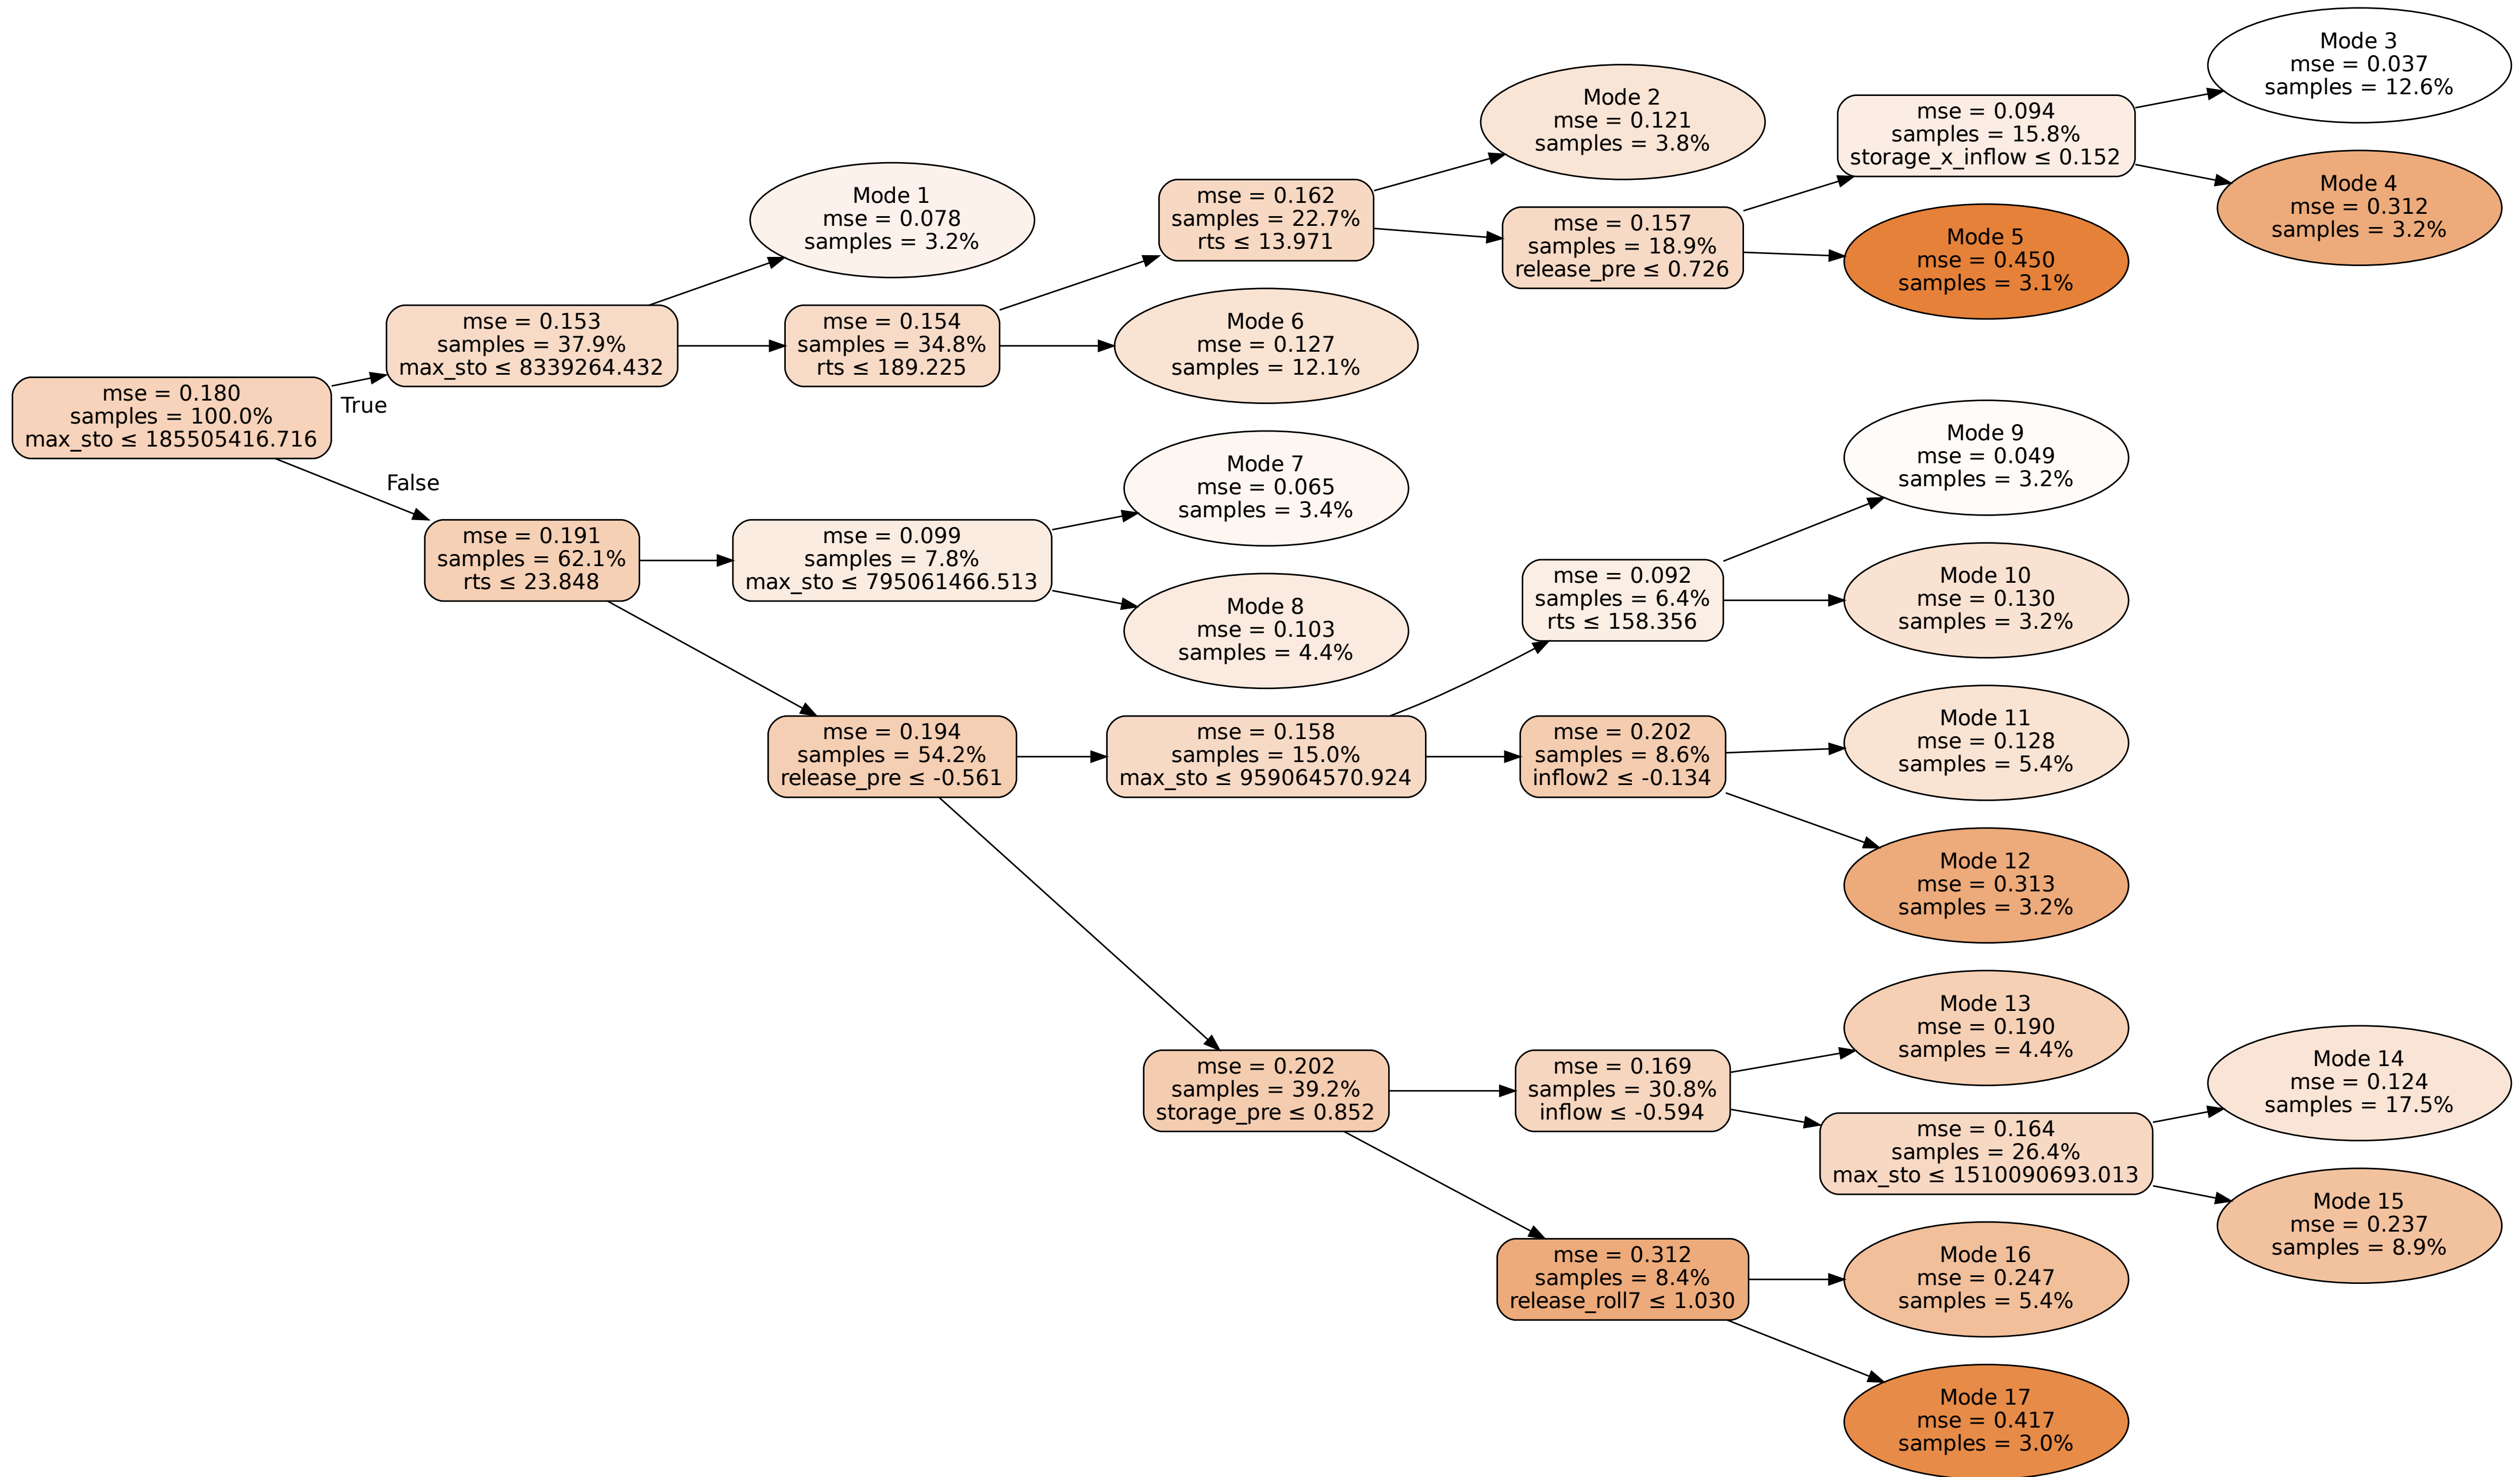 mse = 0.180
samples = 100.0%
max_sto ≤ 185505416.716
True
False
mse = 0.153
samples = 37.9%
max_sto ≤ 8339264.432
Mode 1
mse = 0.078
samples = 3.2%
mse = 0.154
samples = 34.8%
rts ≤ 189.225
mse = 0.162
samples = 22.7%
rts ≤ 13.971
Mode 2
mse = 0.121
samples = 3.8%
mse = 0.157
samples = 18.9%
release_pre ≤ 0.726
mse = 0.094
samples = 15.8%
storage_x_inflow ≤ 0.152
Mode 3
mse = 0.037
samples = 12.6%
Mode 4
mse = 0.312
samples = 3.2%
Mode 5
mse = 0.450
samples = 3.1%
Mode 6
mse = 0.127
samples = 12.1%
mse = 0.191
samples = 62.1%
rts ≤ 23.848
mse = 0.099
samples = 7.8%
max_sto ≤ 795061466.513
Mode 7
mse = 0.065
samples = 3.4%
Mode 8
mse = 0.103
samples = 4.4%
mse = 0.194
samples = 54.2%
release_pre ≤ -0.561
mse = 0.158
samples = 15.0%
max_sto ≤ 959064570.924
mse = 0.092
samples = 6.4%
rts ≤ 158.356
Mode 9
mse = 0.049
samples = 3.2%
Mode 10
mse = 0.130
samples = 3.2%
mse = 0.202
samples = 8.6%
inflow2 ≤ -0.134
Mode 11
mse = 0.128
samples = 5.4%
Mode 12
mse = 0.313
samples = 3.2%
mse = 0.202
samples = 39.2%
storage_pre ≤ 0.852
mse = 0.169
samples = 30.8%
inflow ≤ -0.594
Mode 13
mse = 0.190
samples = 4.4%
mse = 0.164
samples = 26.4%
max_sto ≤ 1510090693.013
Mode 14
mse = 0.124
samples = 17.5%
Mode 15
mse = 0.237
samples = 8.9%
mse = 0.312
samples = 8.4%
release_roll7 ≤ 1.030
Mode 16
mse = 0.247
samples = 5.4%
Mode 17
mse = 0.417
samples = 3.0%